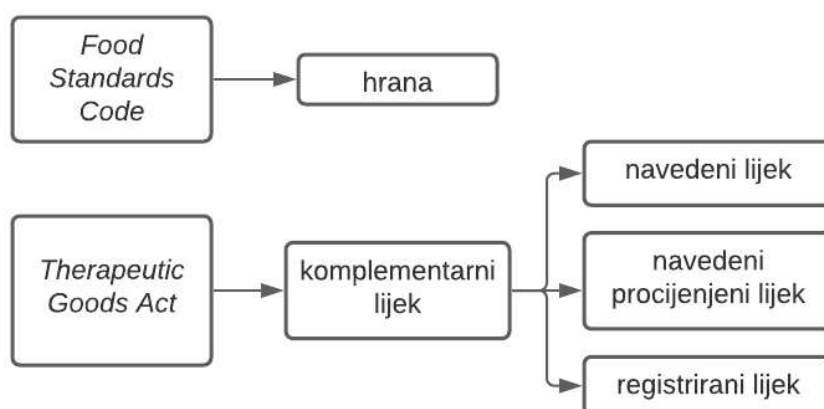 Food
Standards
Code
hrana
Therapeutic
Goods Act
komplementarni
lijek
navedeni lijek
navedeni
procijenjeni lijek
registrirani lijek